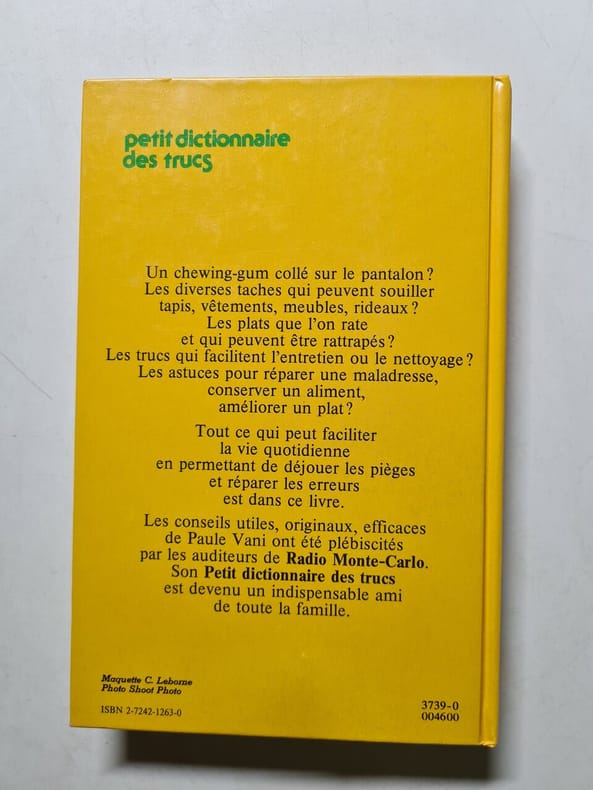 petit dictionnaire
des trucs
Un chewing-gum collé sur le pantalon ?
Les diverses taches qui peuvent souiller
tapis, vêtements, meubles, rideaux ?
Les plats que l'on rate
et qui peuvent être rattrapés ?
Les trucs qui facilitent l'entretien ou le nettoyage ?
Les astuces pour réparer une maladresse,
conserver un aliment,
améliorer un plat ?
Tout ce qui peut faciliter
la vie quotidienne
en permettant de déjouer les pièges
et réparer les erreurs
est dans ce livre.
Les conseils utiles, originaux, efficaces
de Paule Vani ont été plébiscités
par les auditeurs de Radio Monte-Carlo.
Son Petit dictionnaire des trucs
est devenu un indispensable ami
de toute la famille.
Maquette C. Leborne
Photo Shoot Photo
ISBN 2-7242-1263-0
3739-0
004600